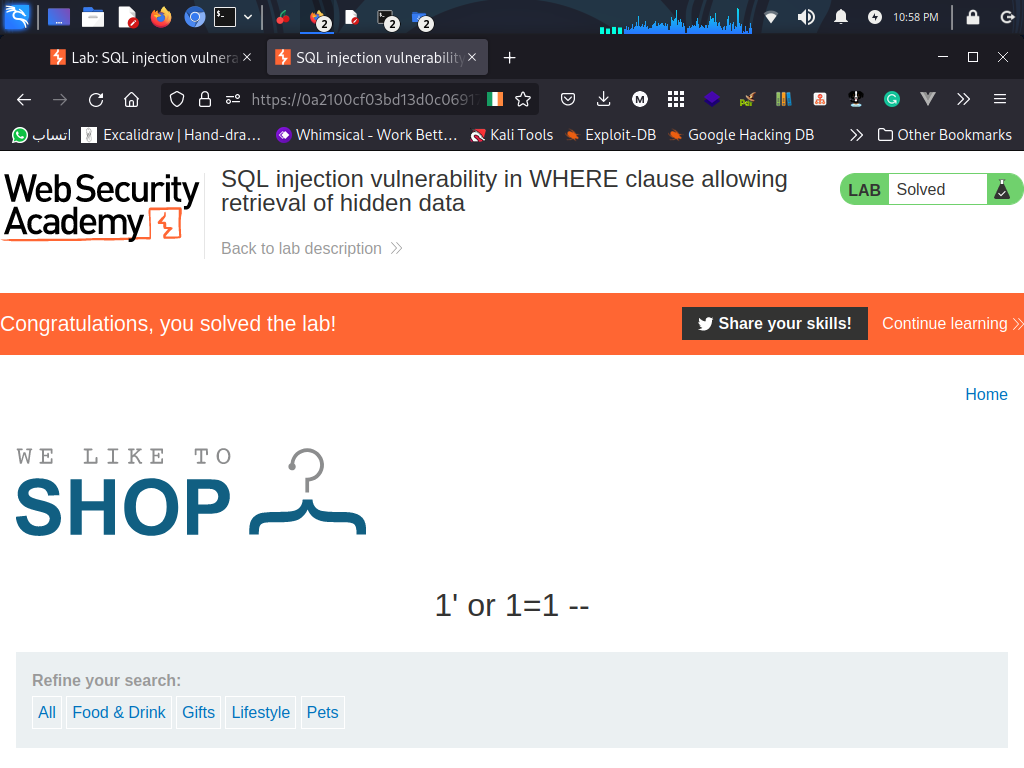 2
2
2
10:58 PM
Lab: SQL injection vulnera
SQL injection vulnerability
https://0a2100cf03bd13d0c0691
M
واتساب
Excalidraw | Hand-dra…
Whimsical - Work Bett…
Kali Tools
Exploit-DB
Google Hacking DB
Other Bookmarks
Web Security
Academy
SQL injection vulnerability in WHERE clause allowing
retrieval of hidden data
Back to lab description
LAB
Solved
Congratulations, you solved the lab!
Share your skills!
Continue learning
Home
WE LIKE TO
SHOP
1' or 1=1 --
Refine your search:
All
Food & Drink
Gifts
Lifestyle
Pets